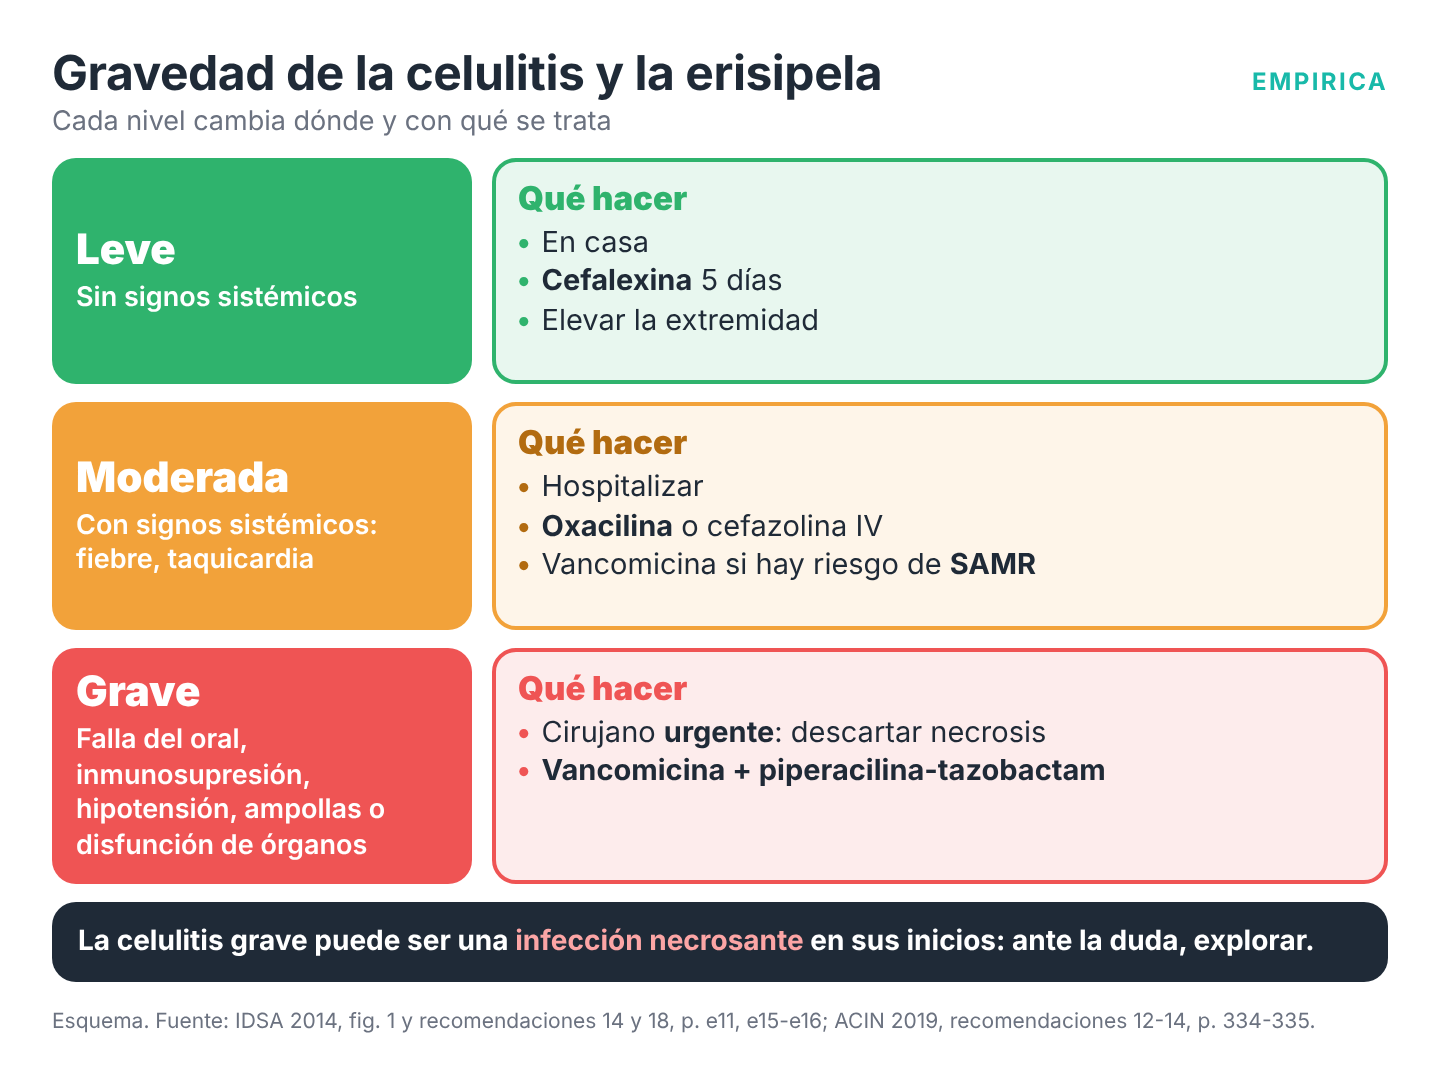 Gravedad de la celulitis y la erisipela
EMPIRICA
Cada nivel cambia dónde y con qué se trata
Leve
Sin signos sistémicos
Qué hacer
• En casa
• Cefalexina 5 días
• Elevar la extremidad
Moderada
Con signos sistémicos:
fiebre, taquicardia
Qué hacer
• Hospitalizar
• Oxacilina o cefazolina IV
• Vancomicina si hay riesgo de SAMR
Grave
Falla del oral,
inmunosupresión,
hipotensión, ampollas o
disfunción de órganos
Qué hacer
• Cirujano urgente: descartar necrosis
• Vancomicina + piperacilina-tazobactam
La celulitis grave puede ser una infección necrosante en sus inicios: ante la duda, explorar.
Esquema. Fuente: IDSA 2014, fig. 1 y recomendaciones 14 y 18, p. e11, e15-e16; ACIN 2019, recomendaciones 12-14, p. 334-335.